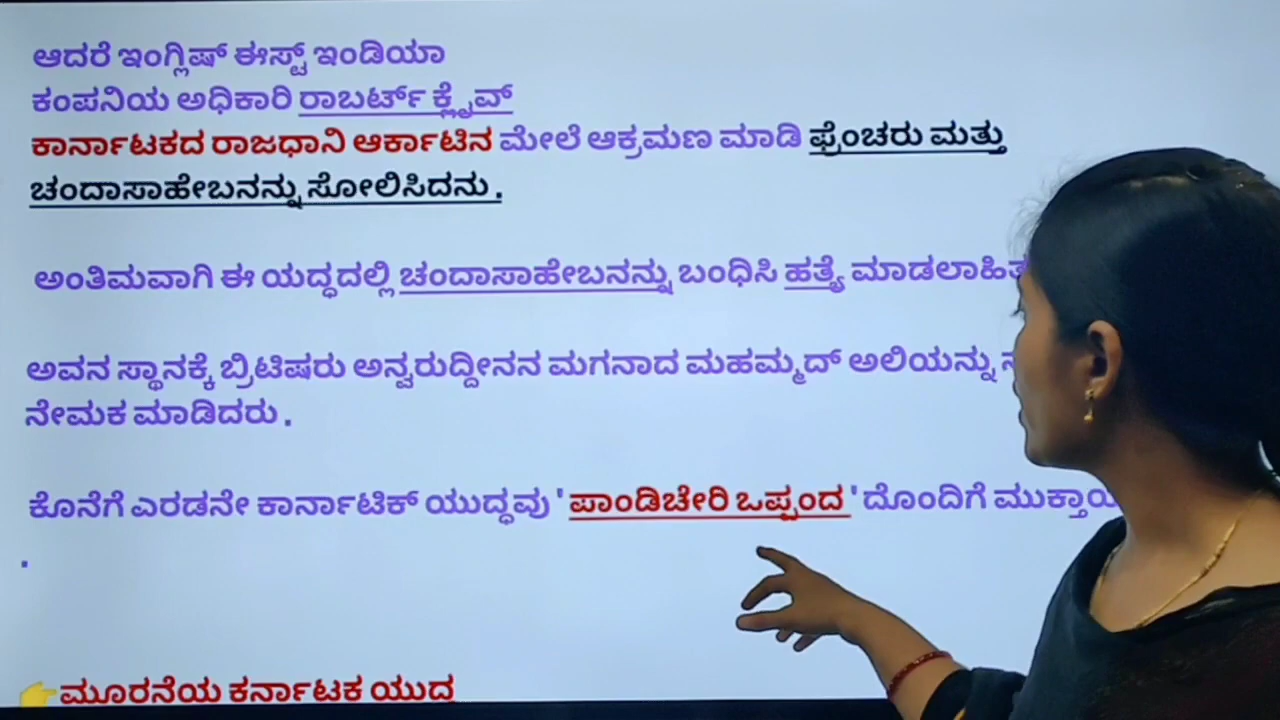 ಆದರೆ ಇಂಗ್ಲಿಷ್ ಈಸ್ಟ್ ಇಂಡಿಯಾ
ಕಂಪನಿಯ ಅಧಿಕಾರಿ ರಾಬರ್ಟ್ ಕ್ಲೈವ್
ಕಾರ್ನಾಟಕದ ರಾಜಧಾನಿ ಆರ್ಕಾಟಿನ ಮೇಲೆ ಆಕ್ರಮಣ ಮಾಡಿ ಫ್ರೆಂಚರು ಮತ್ತು
ಚಂದಾಸಾಹೇಬನನ್ನು ಸೋಲಿಸಿದನು .
ಅಂತಿಮವಾಗಿ ಈ ಯದ್ಧದಲ್ಲಿ ಚಂದಾಸಾಹೇಬನನ್ನು ಬಂಧಿಸಿ ಹತ್ಯೆ
ಅವನ ಸ್ಥಾನಕ್ಕೆ ಬ್ರಿಟಿಷರು ಅನ್ವರುದ್ದೀನನ ಮಗನಾದ ಮಹಮ್ಮದ್ ಅಲಿಯನ್ನು
ನೇಮಕ ಮಾಡಿದರು .
ಕೊನೆಗೆ ಎರಡನೇ ಕಾರ್ನಾಟಿಕ್ ಯುದ್ಧವು ' ಪಾಂಡಿಚೇರಿ ಒಪ್ಪಂದ ' ದೊಂದಿಗೆ
.
👉ಮೂರನೆಯ ಕರ್ನಾಟಕ